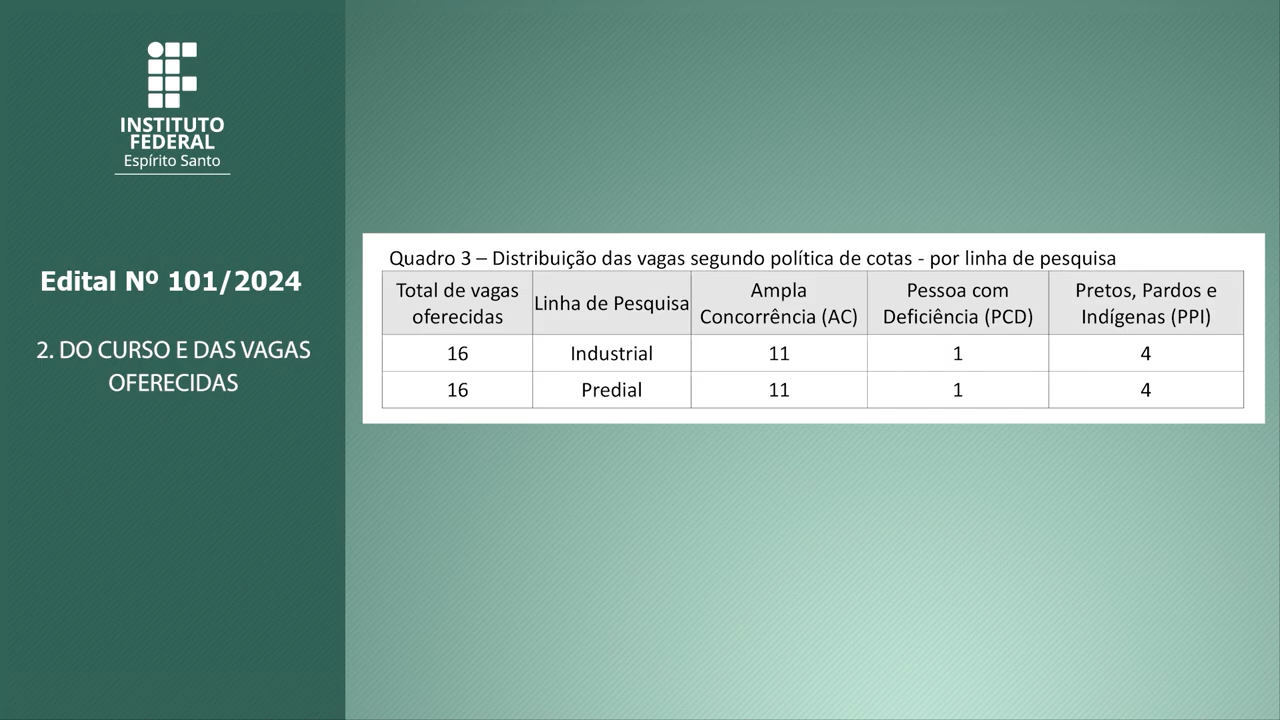 INSTITUTO
FEDERAL
Espírito Santo
Edital Nº 101/2024
2. DO CURSO E DAS VAGAS
OFERECIDAS
Quadro 3 – Distribuição das vagas segundo política de cotas - por linha de pesquisa
Total de vagas oferecidas Linha de Pesquisa Ampla Concorrência (AC) Pessoa com Deficiência (PCD) Pretos, Pardos e Indígenas (PPI)
16 Industrial 11 1 4
16 Predial 11 1 4